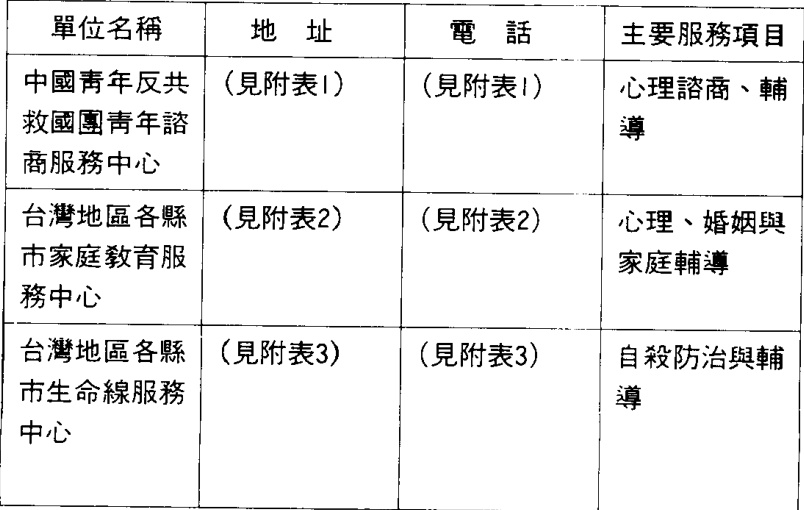 單位名稱 地址 電話 主要服務項目
中國青年反共 (見附表1) (見附表1) 心理諮商、輔
救國團青年諮 導
商服務中心
台灣地區各縣 (見附表2) (見附表2) 心理、婚姻與
市家庭教育服 家庭輔導
務中心
台灣地區各縣 (見附表3) (見附表3) 自殺防治與輔
市生命線服務 導
中心